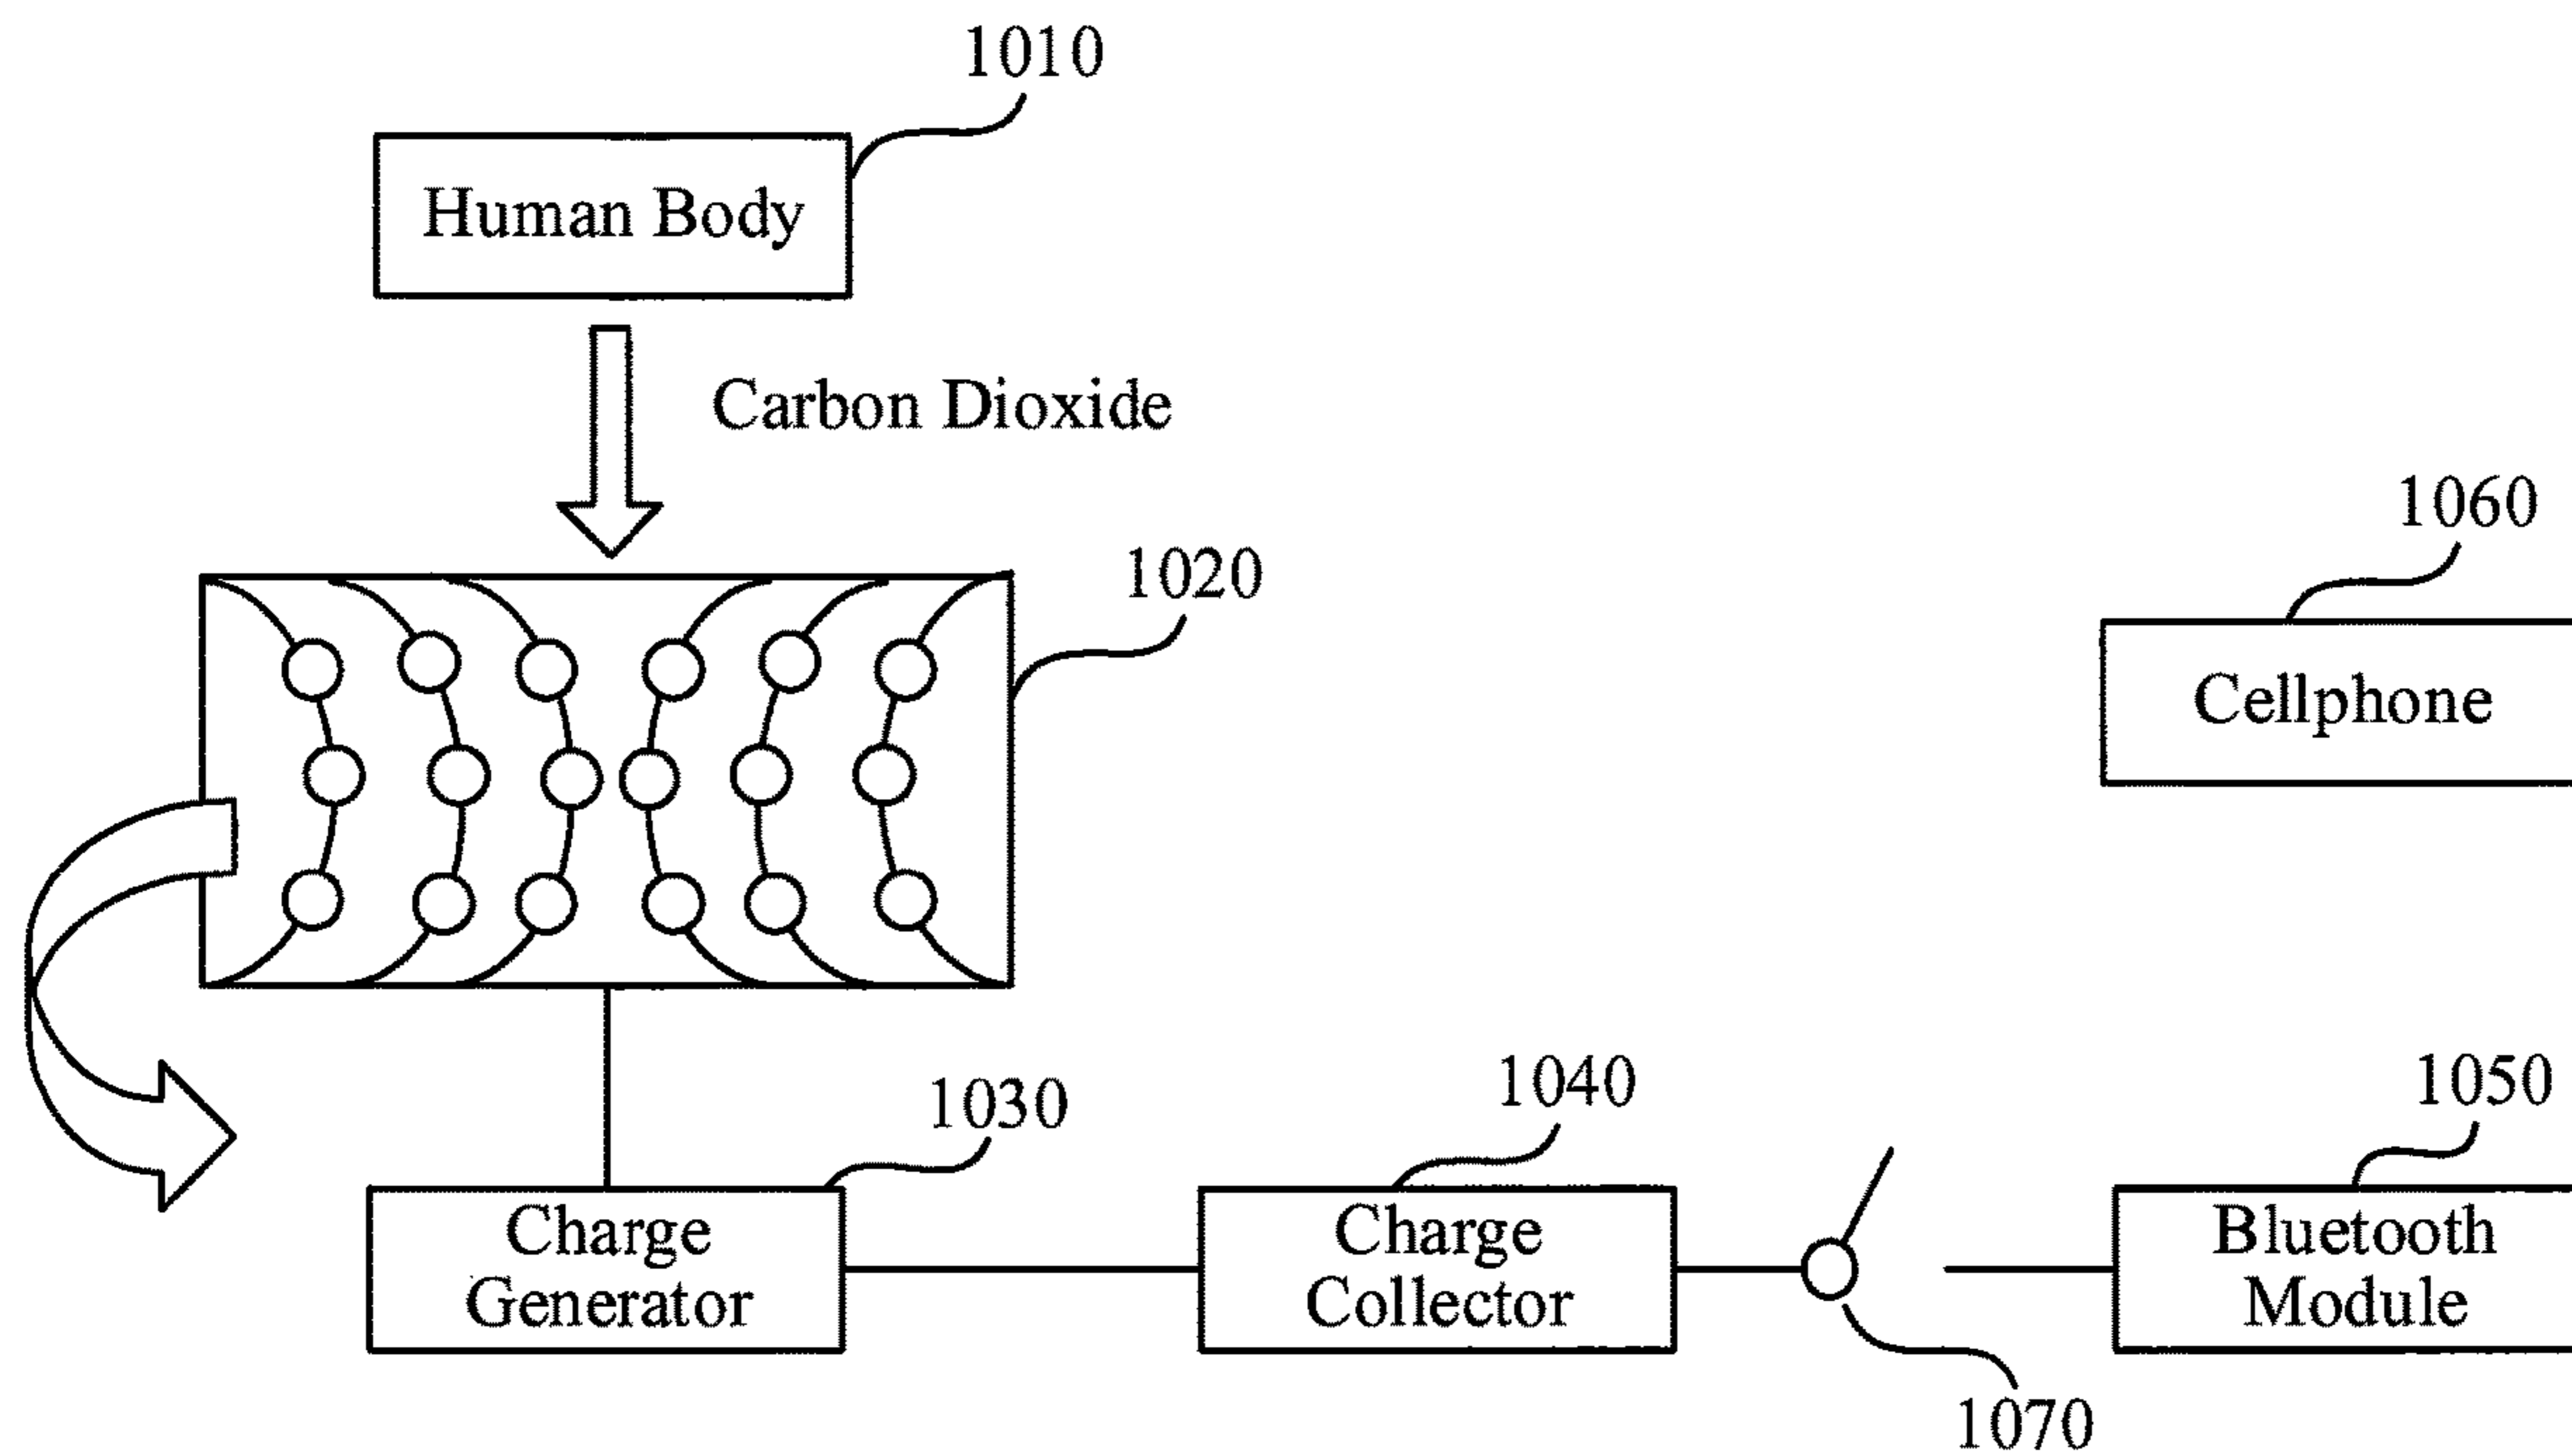 1010
Human Body
Carbon Dioxide
1060
1020
Cellphone
1030
1040
1050
Charge
Generator
Charge
Collector
Bluetooth
Module
1070